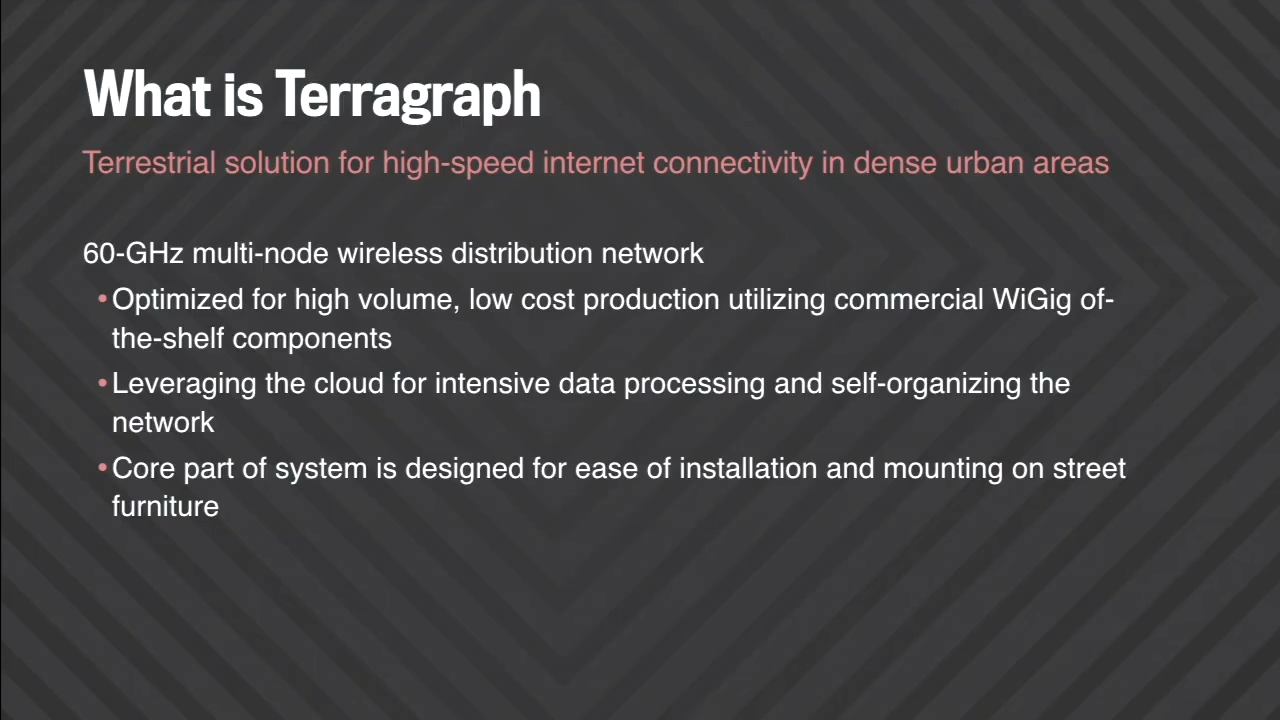 What is Terragraph
Terrestrial solution for high-speed internet connectivity in dense urban areas
60-GHz multi-node wireless distribution network
•Optimized for high volume, low cost production utilizing commercial WiGig of-
the-shelf components
•Leveraging the cloud for intensive data processing and self-organizing the
network
•Core part of system is designed for ease of installation and mounting on street
furniture